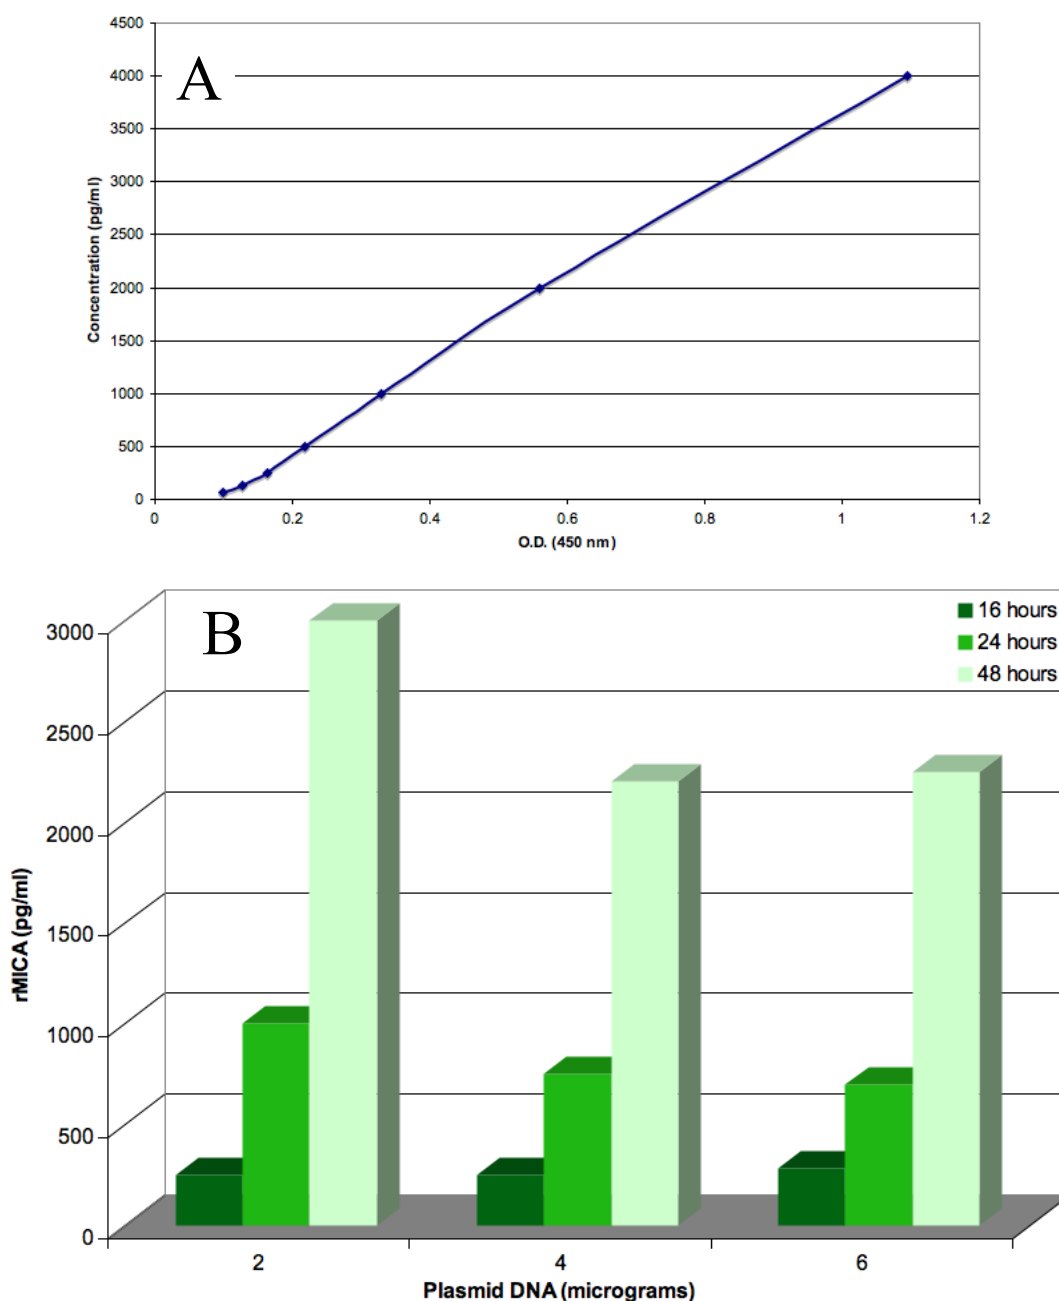 A
4500
4000
3500
3000
2500
2000
1500
1000
500
0
Concentration (pg/ml)
0 0.2 0.4 0.6 0.8 1 1.2
O.D. (450 nm)
B
16 hours
24 hours
48 hours
3000
2500
2000
1500
1000
500
0
rMICA (pg/ml)
2 4 6
Plasmid DNA (micrograms)